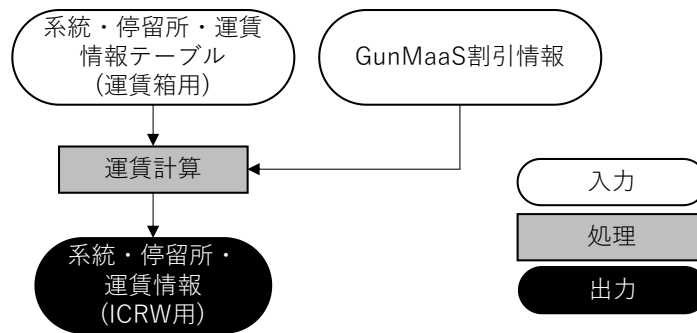 系統・停留所・運賃
情報テーブル
(運賃箱用)
GunMaaS割引情報
運賃計算
系統・停留所・
運賃情報
(ICRW用)
入力
処理
出力